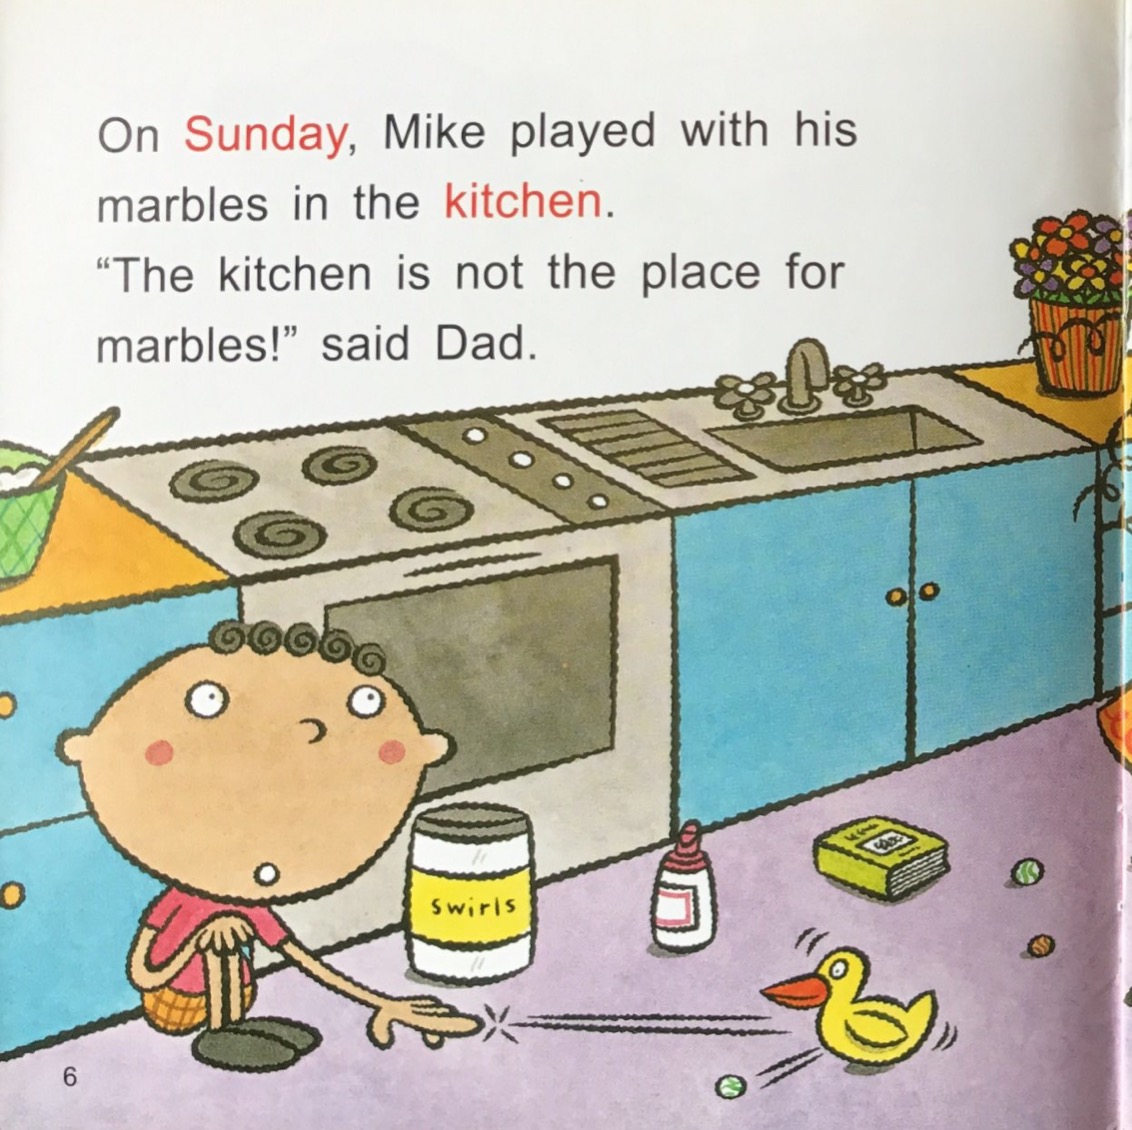 On Sunday, Mike played with his
marbles in the kitchen.
“The kitchen is not the place for
marbles!” said Dad.
swirls
6